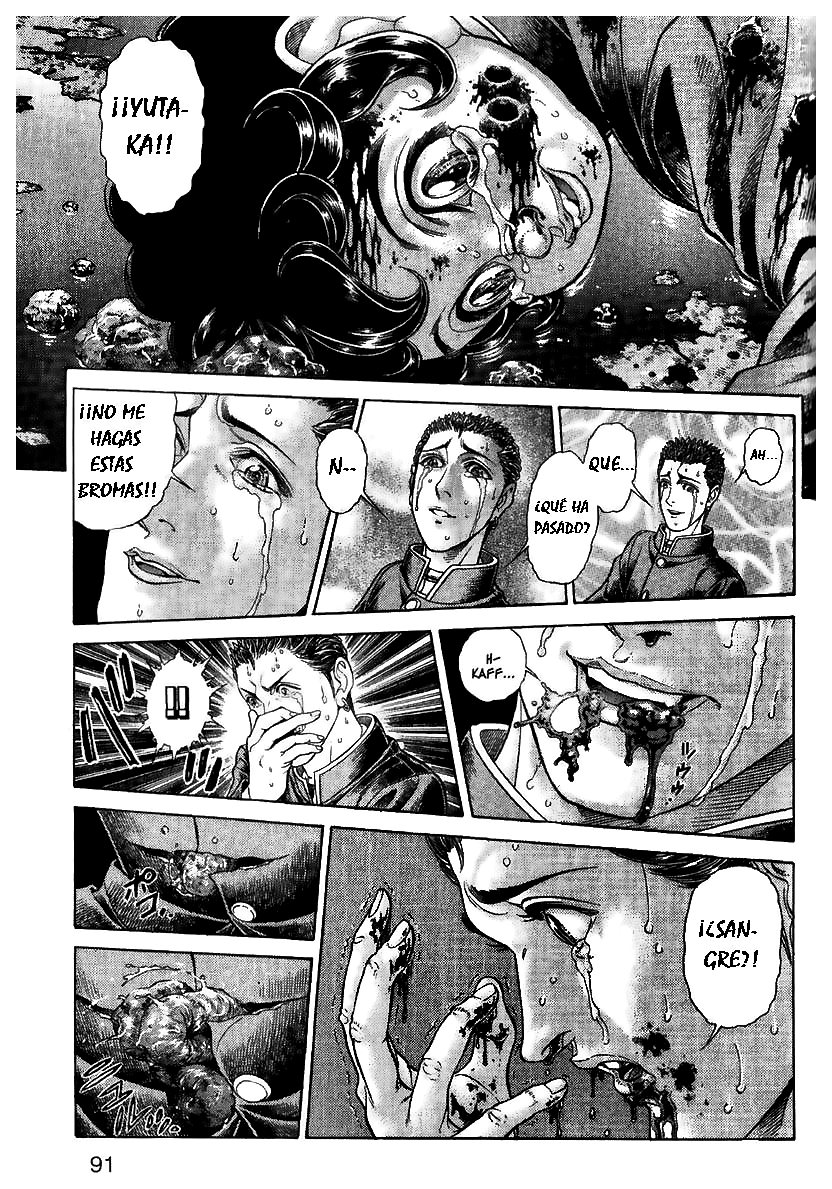 ¡¡YUTA-
KA!!
AH...
QUE...
¿QUÉ HA
PASADO?
N--
¡¡NO ME
HAGAS
ESTAS
BROMAS!!
H-
KAFF...
!!
¡¿SAN-
GRE?!
91